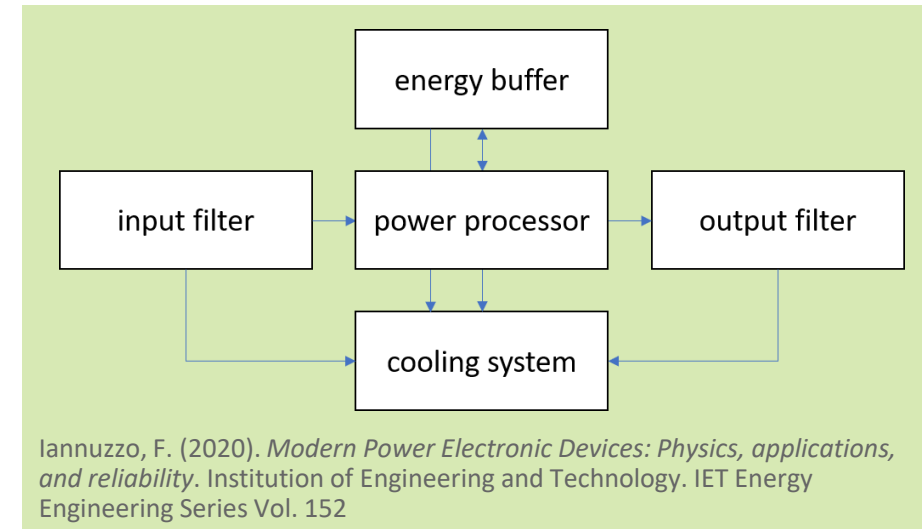 energy buffer
input filter
power processor
output filter
cooling system
Iannuzzo, F. (2020). Modern Power Electronic Devices: Physics, applications,
and reliability. Institution of Engineering and Technology. IET Energy
Engineering Series Vol. 152